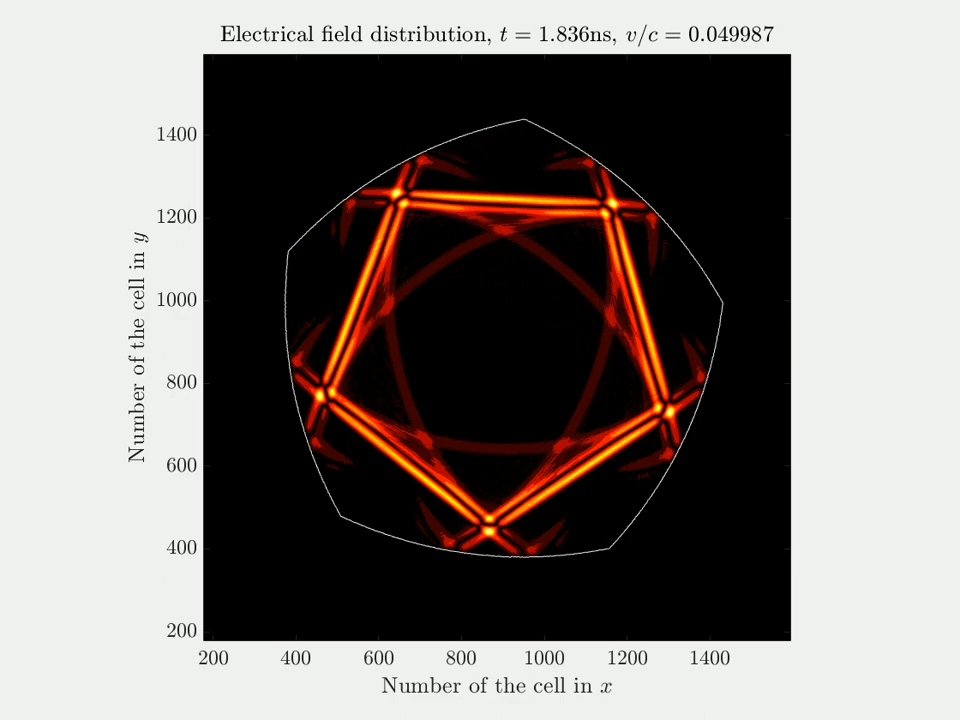 Electrical field distribution, t = 1.836ns, v/c = 0.049987
Number of the cell in y
1400
1200
1000
800
600
400
200
200 400 600 800 1000 1200 1400
Number of the cell in x